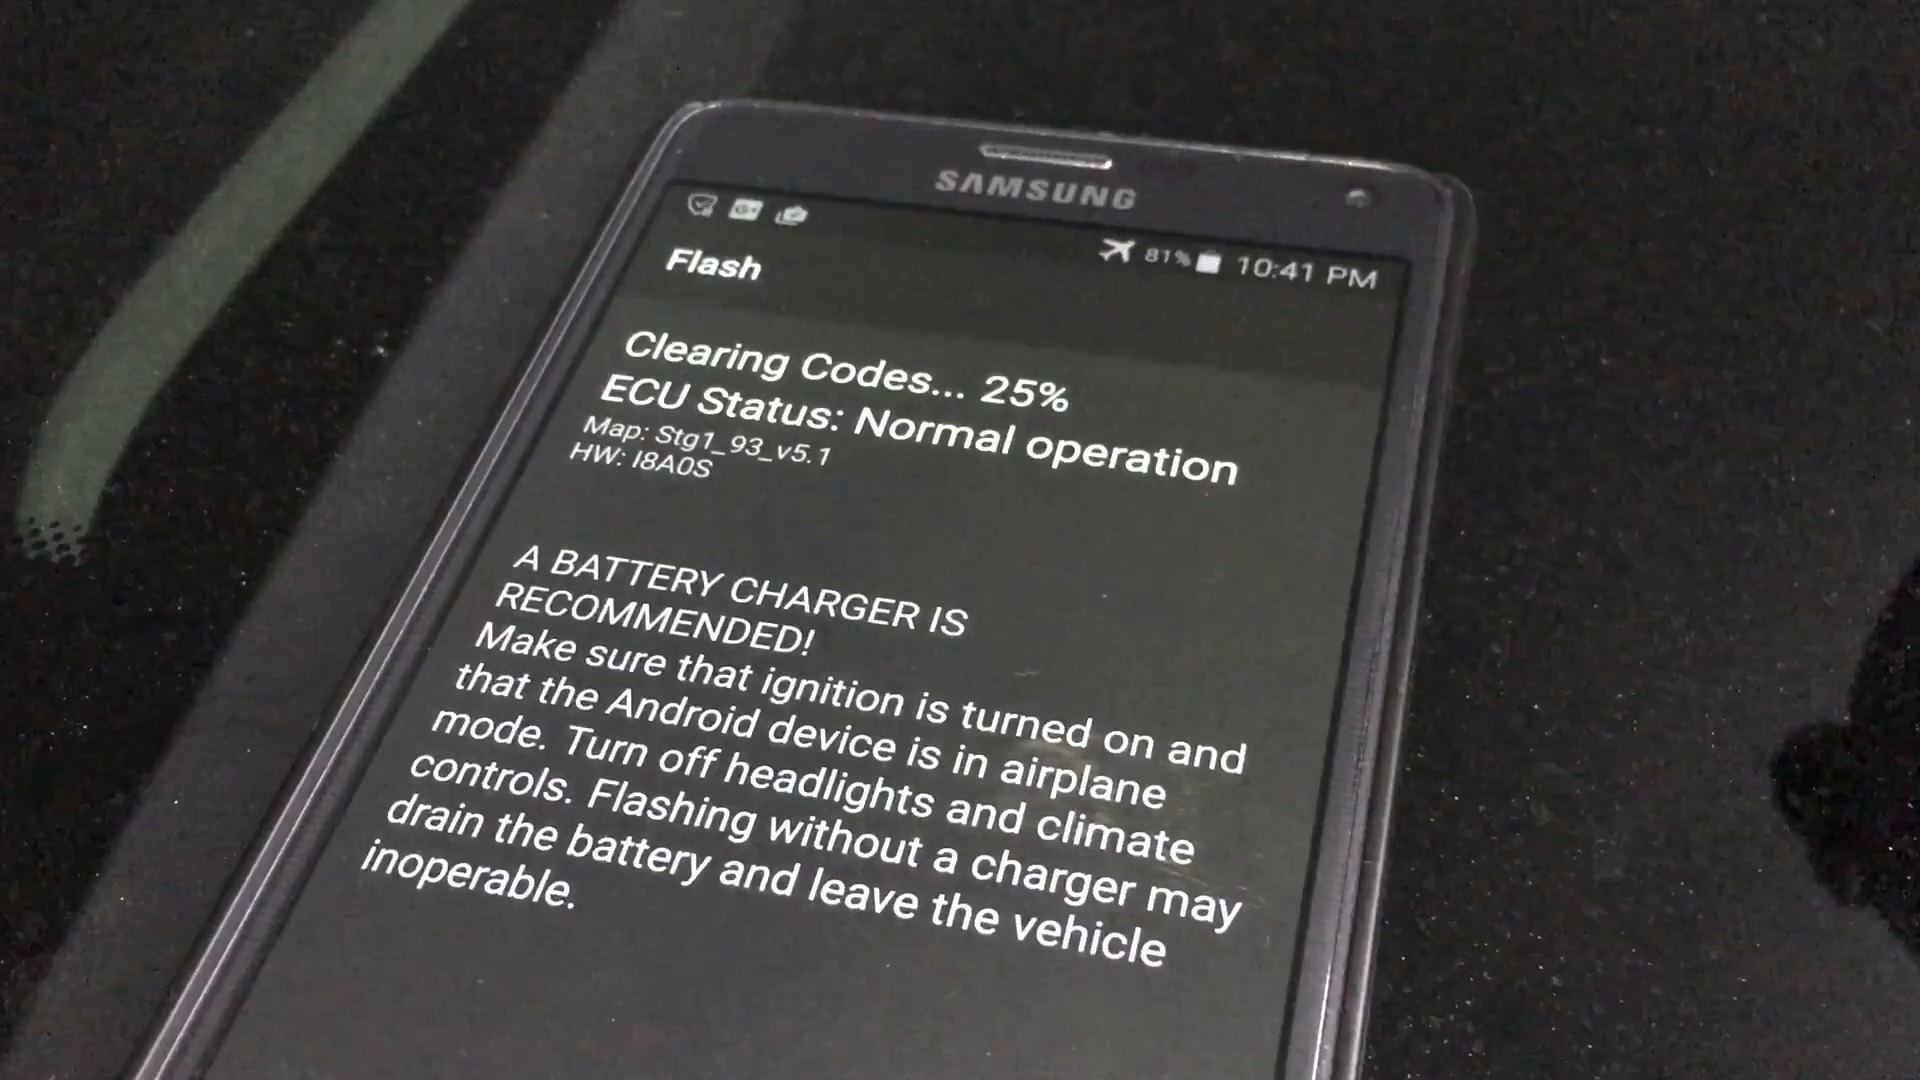 SAMSUNG
81% 10:41 PM
Flash
Clearing Codes... 25%
ECU Status: Normal operation
Map: Stg1_93_v5.1
HW: I8A0S
A BATTERY CHARGER IS
RECOMMENDED!
Make sure that ignition is turned on and
that the Android device is in airplane
mode. Turn off headlights and climate
controls. Flashing without a charger may
drain the battery and leave the vehicle
inoperable.